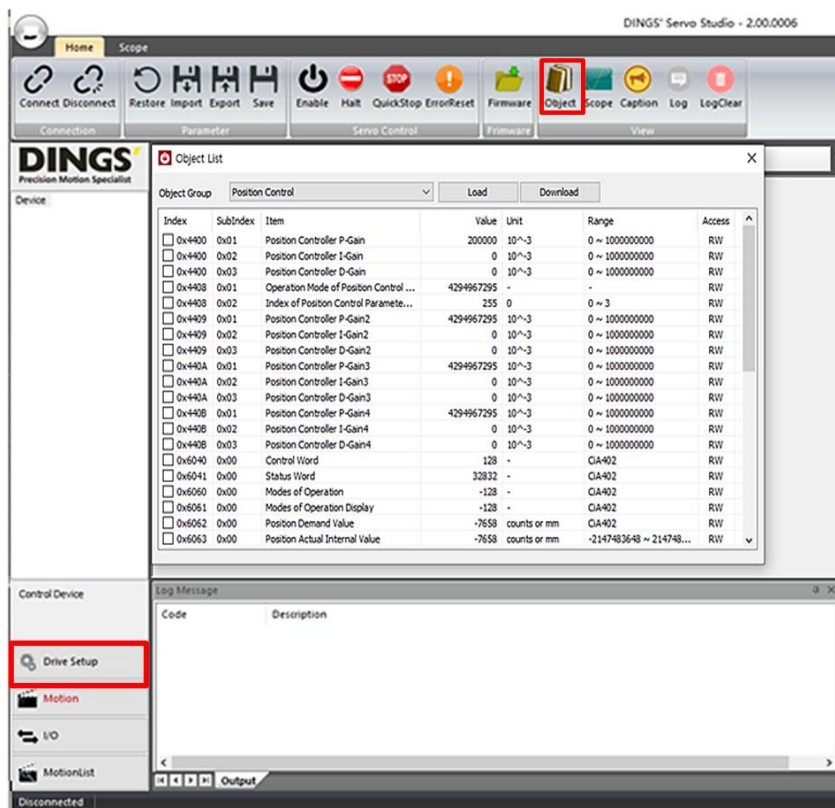 DINGS' Servo Studio - 2.00.0006
Home Scope
Connect Disconnect Restore Import Export Save Enable Halt QuickStop ErrorReset Firmware Object Scope Caption Log LogClear
Connection Parameter Servo Control Firmware View
DINGS'
Precision Motion Specialist
Device
Object List
Object Group Position Control Load Download
Index SubIndex Item Value Unit Range Access
0x4400 0x01 Position Controller P-Gain 200000 10^-3 0 ~ 1000000000 RW
0x4400 0x02 Position Controller I-Gain 0 10^-3 0 ~ 1000000000 RW
0x4400 0x03 Position Controller D-Gain 0 10^-3 0 ~ 1000000000 RW
0x4408 0x01 Operation Mode of Position Control ... 4294967295 - - RW
0x4408 0x02 Index of Position Control Paramete... 255 0 0 ~ 3 RW
0x4409 0x01 Position Controller P-Gain2 4294967295 10^-3 0 ~ 1000000000 RW
0x4409 0x02 Position Controller I-Gain2 0 10^-3 0 ~ 1000000000 RW
0x4409 0x03 Position Controller D-Gain2 0 10^-3 0 ~ 1000000000 RW
0x440A 0x01 Position Controller P-Gain3 4294967295 10^-3 0 ~ 1000000000 RW
0x440A 0x02 Position Controller I-Gain3 0 10^-3 0 ~ 1000000000 RW
0x440A 0x03 Position Controller D-Gain3 0 10^-3 0 ~ 1000000000 RW
0x440B 0x01 Position Controller P-Gain4 4294967295 10^-3 0 ~ 1000000000 RW
0x440B 0x02 Position Controller I-Gain4 0 10^-3 0 ~ 1000000000 RW
0x440B 0x03 Position Controller D-Gain4 0 10^-3 0 ~ 1000000000 RW
0x6040 0x00 Control Word 128 - CiA402 RW
0x6041 0x00 Status Word 32832 - CiA402 RW
0x6060 0x00 Modes of Operation -128 - CiA402 RW
0x6061 0x00 Modes of Operation Display -128 - CiA402 RW
0x6062 0x00 Position Demand Value -7658 counts or mm CiA402 RW
0x6063 0x00 Position Actual Internal Value -7658 counts or mm -2147483648 ~ 214748... RW
Control Device
Log Message
Code Description
Drive Setup
Motion
I/O
MotionList
Output
Disconnected